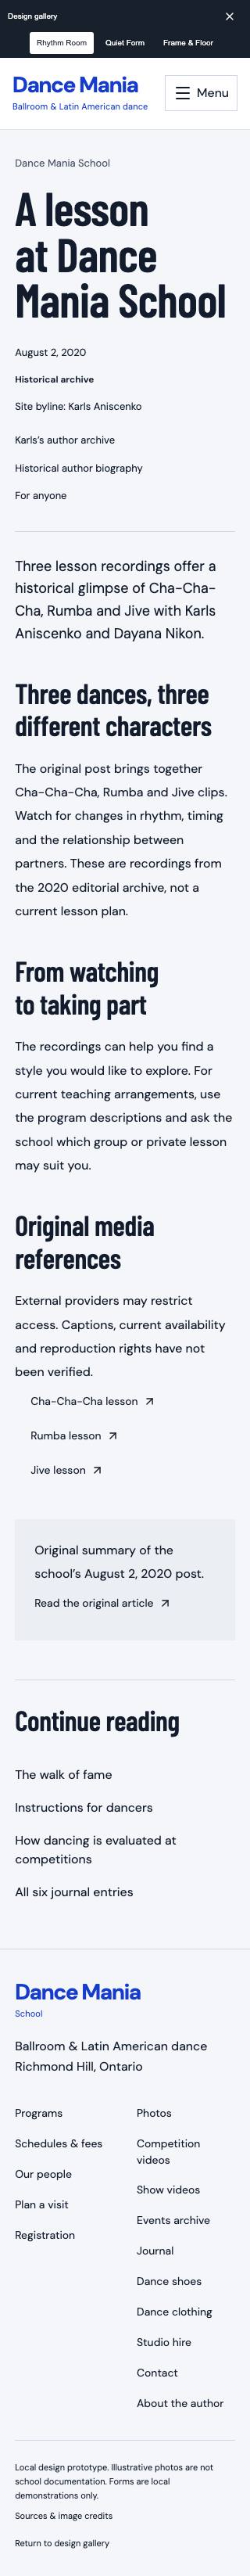 Design gallery
Rhythm Room Quiet Form Frame & Floor
Dance Mania
Ballroom & Latin American dance
Menu
Dance Mania School
A lesson
at Dance
Mania School
August 2, 2020
Historical archive
Site byline: Karls Aniscenko
Karls’s author archive
Historical author biography
For anyone
Three lesson recordings offer a
historical glimpse of Cha-Cha-
Cha, Rumba and Jive with Karls
Aniscenko and Dayana Nikon.
Three dances, three
different characters
The original post brings together
Cha-Cha-Cha, Rumba and Jive clips.
Watch for changes in rhythm, timing
and the relationship between
partners. These are recordings from
the 2020 editorial archive, not a
current lesson plan.
From watching
to taking part
The recordings can help you find a
style you would like to explore. For
current teaching arrangements, use
the program descriptions and ask the
school which group or private lesson
may suit you.
Original media
references
External providers may restrict
access. Captions, current availability
and reproduction rights have not
been verified.
Cha-Cha-Cha lesson
Rumba lesson
Jive lesson
Original summary of the
school’s August 2, 2020 post.
Read the original article
Continue reading
The walk of fame
Instructions for dancers
How dancing is evaluated at
competitions
All six journal entries
Dance Mania
School
Ballroom & Latin American dance
Richmond Hill, Ontario
Programs
Schedules & fees
Our people
Plan a visit
Registration
Photos
Competition
videos
Show videos
Events archive
Journal
Dance shoes
Dance clothing
Studio hire
Contact
About the author
Local design prototype. Illustrative photos are not
school documentation. Forms are local
demonstrations only.
Sources & image credits
Return to design gallery